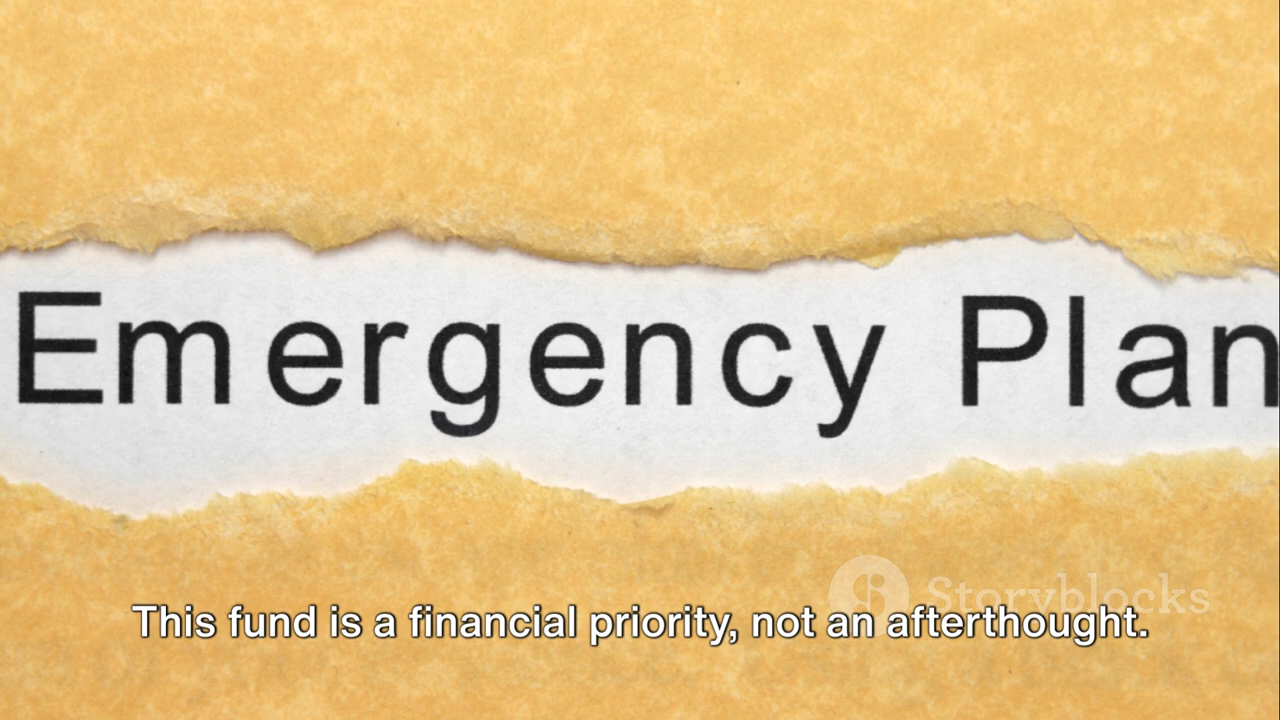 Emergency Plan
Storyblocks
This fund is a financial priority, not an afterthought.